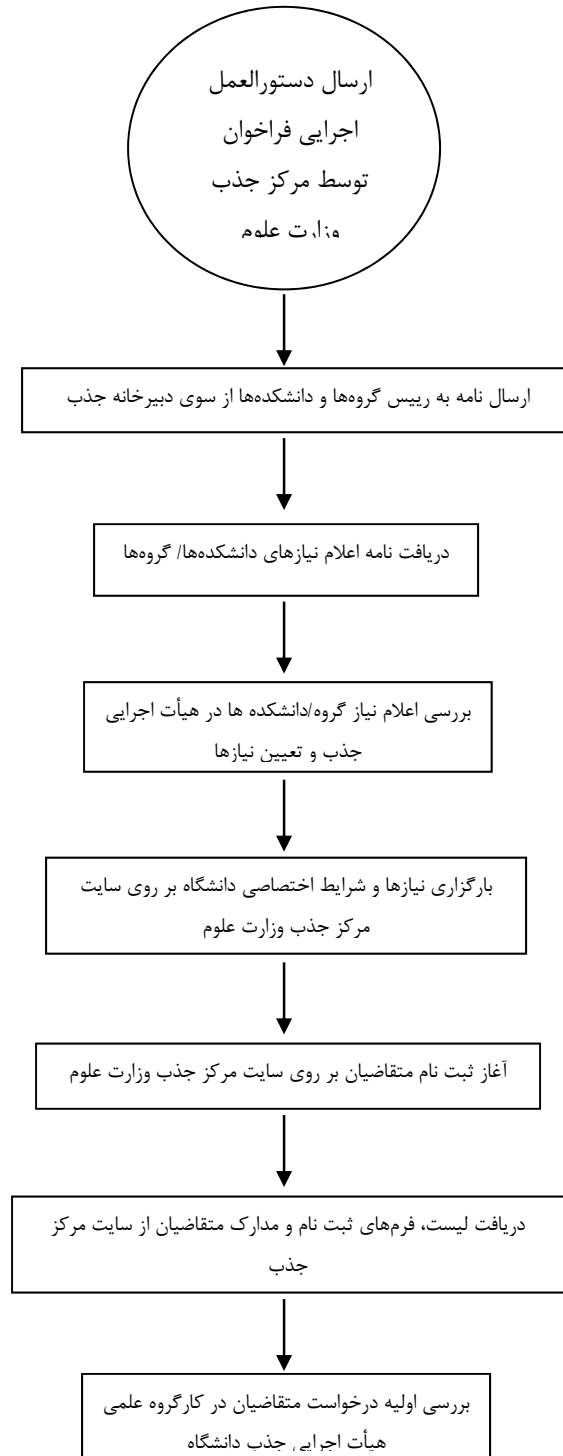 ارسال دستورالعمل
اجرایی فراخوان
توسط مرکز جذب
وزارت علوم
ارسال نامه به رییس گروه‌ها و دانشکده‌ها از سوی دبیرخانه جذب
دریافت نامه اعلام نیازهای دانشکده‌ها/ گروه‌ها
بررسی اعلام نیاز گروه/دانشکده ها در هیأت اجرایی
جذب و تعیین نیازها
بارگزاری نیازها و شرایط اختصاصی دانشگاه بر روی سایت
مرکز جذب وزارت علوم
آغاز ثبت نام متقاضیان بر روی سایت مرکز جذب وزارت علوم
دریافت لیست، فرم‌های ثبت نام و مدارک متقاضیان از سایت مرکز
جذب
بررسی اولیه درخواست متقاضیان در کارگروه علمی
هیأت اجرایی جذب دانشگاه